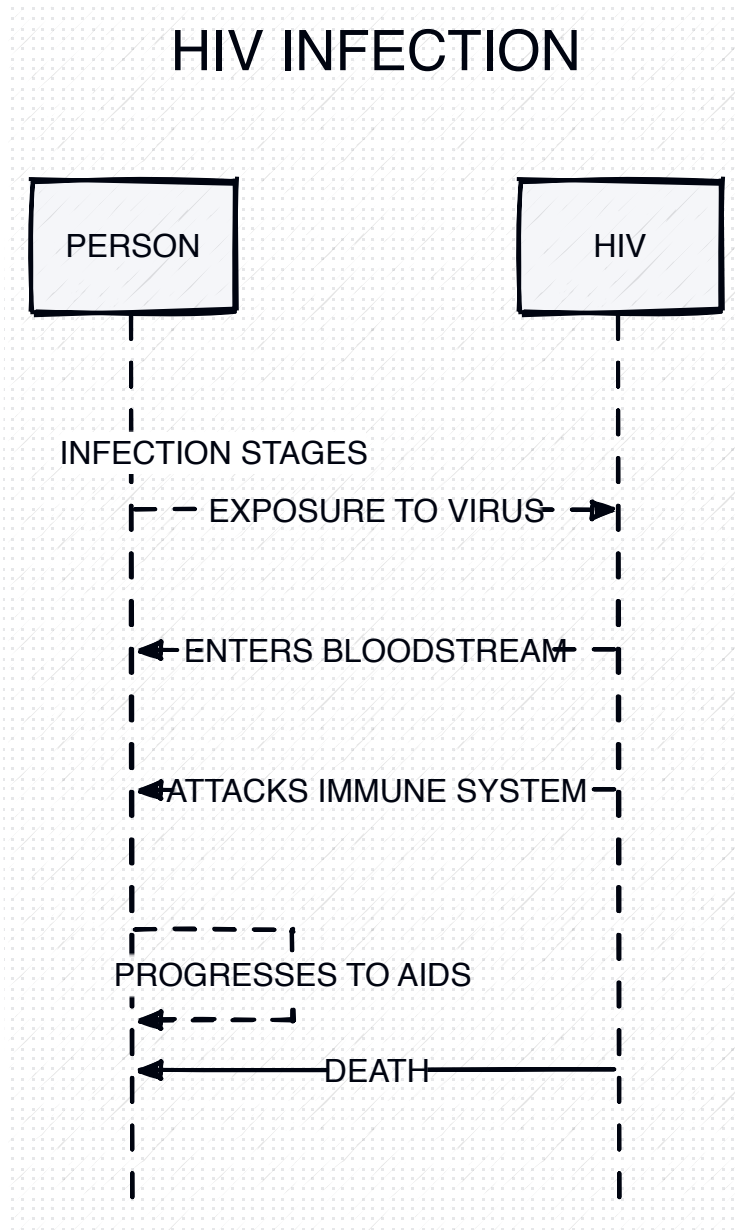 HIV INFECTION
PERSON
HIV
INFECTION STAGES
EXPOSURE TO VIRUS
ENTERS BLOODSTREAM
ATTACKS IMMUNE SYSTEM
PROGRESSES TO AIDS
DEATH